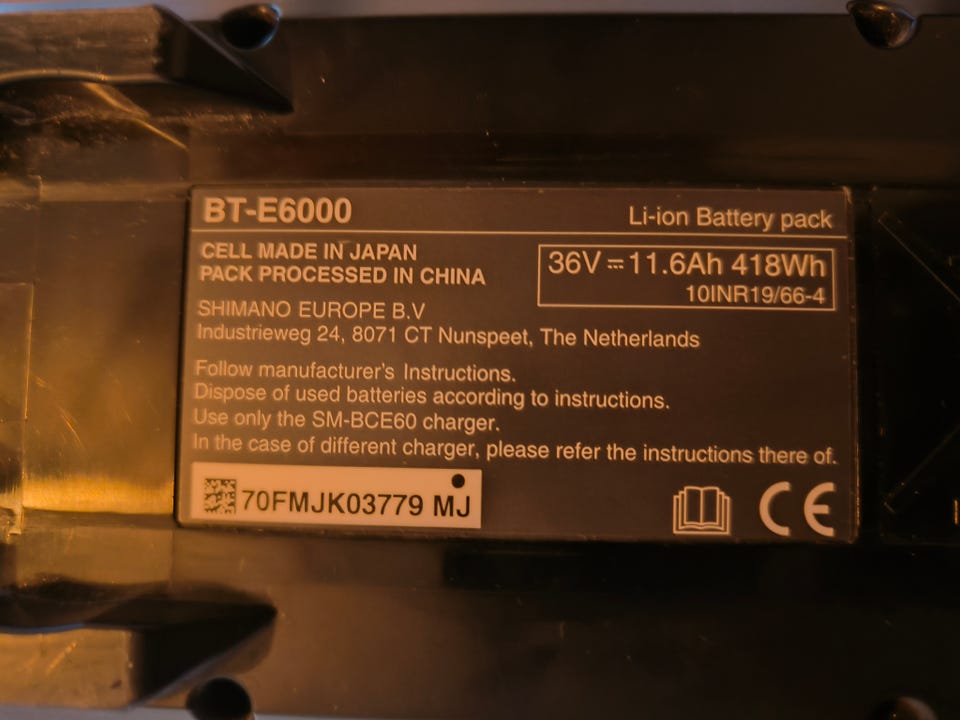 BT-E6000
Li-ion Battery pack
CELL MADE IN JAPAN
PACK PROCESSED IN CHINA
36V⎓11.6Ah 418Wh
10INR19/66-4
SHIMANO EUROPE B.V
Industrieweg 24, 8071 CT Nunspeet, The Netherlands
Follow manufacturer's Instructions.
Dispose of used batteries according to instructions.
Use only the SM-BCE60 charger.
In the case of different charger, please refer the instructions there of.
70FMJK03779 MJ
CE